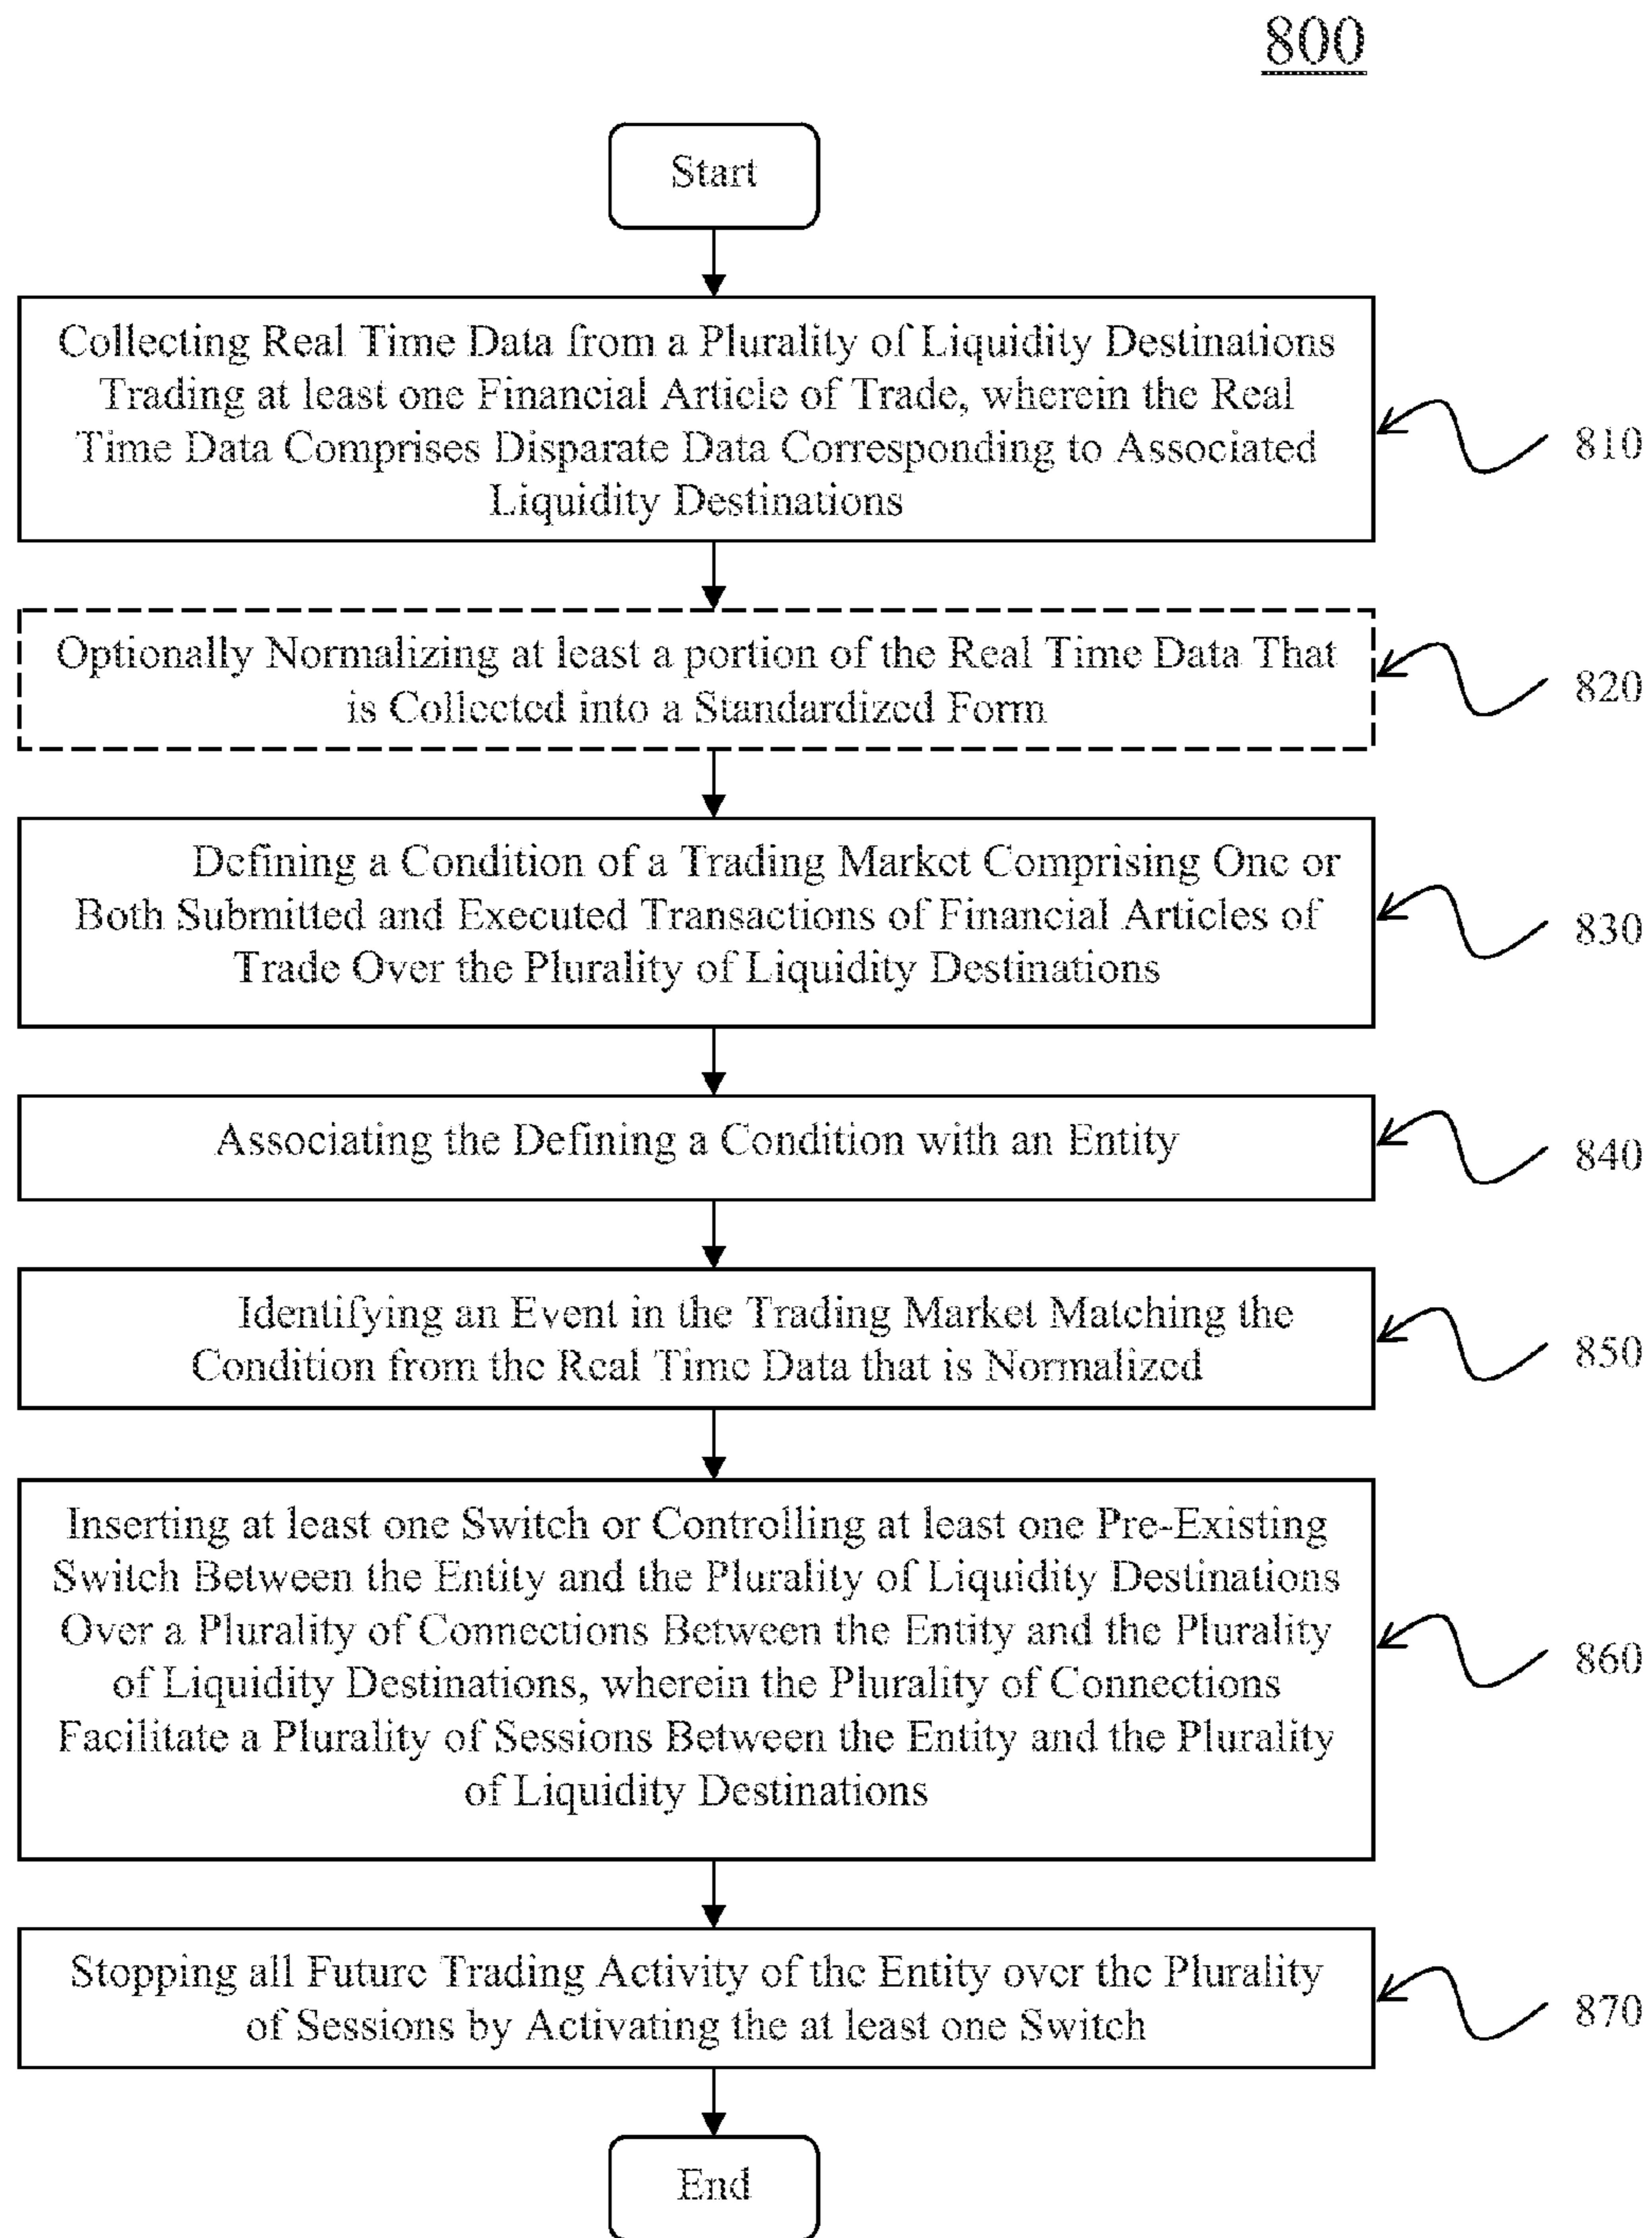 800
Start
Collecting Real Time Data from a Plurality of Liquidity Destinations
Trading at least one Financial Article of Trade, wherein the Real
Time Data Comprises Disparate Data Corresponding to Associated
Liquidity Destinations
810
Optionally Normalizing at least a portion of the Real Time Data That
is Collected into a Standardized Form
820
Defining a Condition of a Trading Market Comprising One or
Both Submitted and Executed Transactions of Financial Articles of
Trade Over the Plurality of Liquidity Destinations
830
Associating the Defining a Condition with an Entity
840
Identifying an Event in the Trading Market Matching the
Condition from the Real Time Data that is Normalized
850
Inserting at least one Switch or Controlling at least one Pre-Existing
Switch Between the Entity and the Plurality of Liquidity Destinations
Over a Plurality of Connections Between the Entity and the Plurality
of Liquidity Destinations, wherein the Plurality of Connections
Facilitate a Plurality of Sessions Between the Entity and the Plurality
of Liquidity Destinations
860
Stopping all Future Trading Activity of the Entity over the Plurality
of Sessions by Activating the at least one Switch
870
End